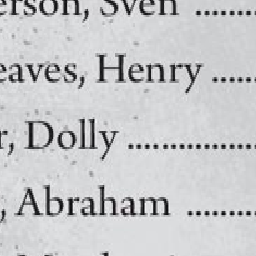 erson, Sven ........
eaves, Henry ......
r, Dolly ................
, Abraham .........